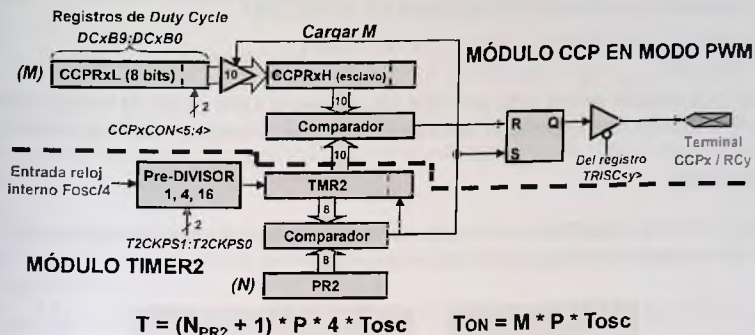 Registros de Duty Cycle
DCxB9:DCxB0
Cargar M
MÓDULO CCP EN MODO PWM
(M)
CCPRxL (8 bits)
10
CCPRxH (esclavo)
2
CCPxCON<5:4>
10
Comparador
R
Q
S
10
Del registro
TRISC<y>
Terminal
CCPx / RCy
Entrada reloj
interno Fosc/4
Pre-DIVISOR
1, 4, 16
TMR2
2
T2CKPS1:T2CKPS0
8
Comparador
MÓDULO TIMER2
8
(N)
PR2
T = (NPR2 + 1) * P * 4 * Tosc
TON = M * P * Tosc